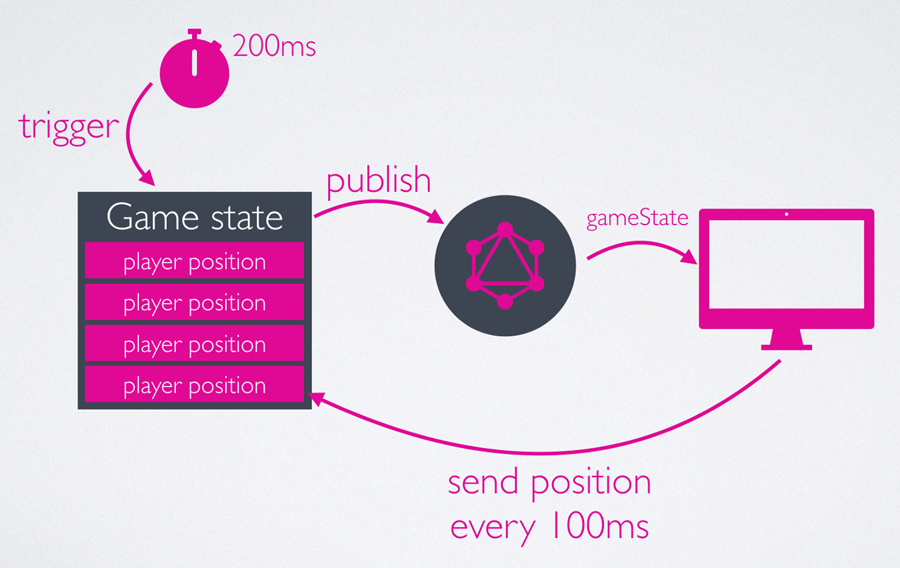 200ms
trigger
publish
Game state
gameState
player position
player position
player position
player position
send position
every 100ms